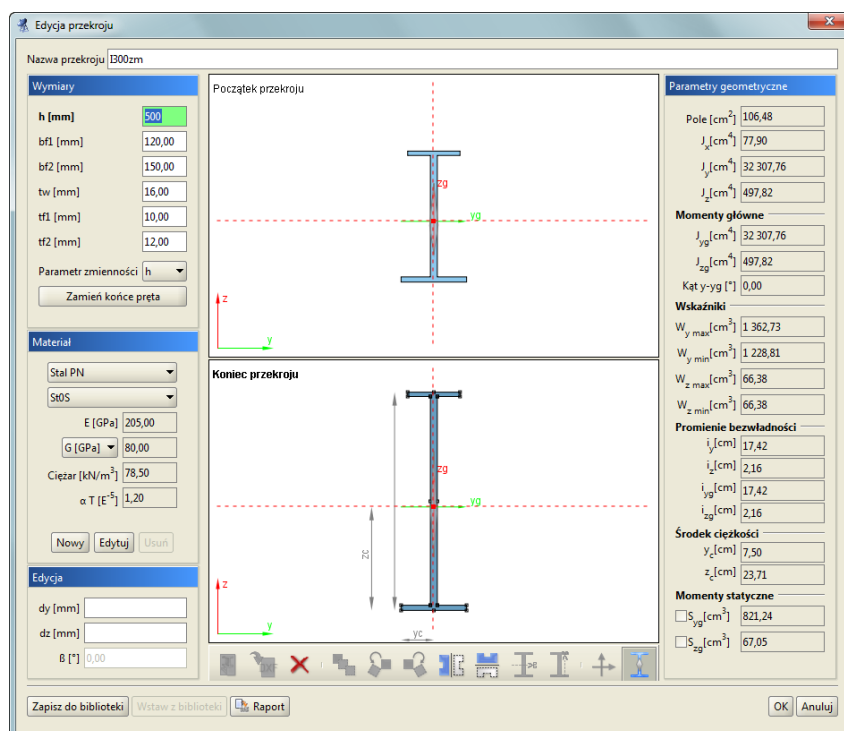 Edycja przekroju
Nazwa przekroju I300zm
Wymiary
h [mm] 500
bf1 [mm] 120,00
bf2 [mm] 150,00
tw [mm] 16,00
tf1 [mm] 10,00
tf2 [mm] 12,00
Parametr zmienności h
Zamień końce pręta
Materiał
Stal PN
St0S
E [GPa] 205,00
G [GPa] 80,00
Ciężar [kN/m³] 78,50
α T [E⁻⁵] 1,20
Nowy Edytuj Usuń
Edycja
dy [mm]
dz [mm]
ß [°] 0,00
Początek przekroju
zg
yg
z
y
Koniec przekroju
zg
yg
zc
z
y
yc
DXF
Parametry geometryczne
Pole [cm²] 106,48
Jx[cm⁴] 77,90
Jy[cm⁴] 32 307,76
Jz[cm⁴] 497,82
Momenty główne
Jyg[cm⁴] 32 307,76
Jzg[cm⁴] 497,82
Kąt y-yg [°] 0,00
Wskaźniki
Wy max[cm³] 1 362,73
Wy min[cm³] 1 228,81
Wz max[cm³] 66,38
Wz min[cm³] 66,38
Promienie bezwładności
iy[cm] 17,42
iz[cm] 2,16
iyg[cm] 17,42
izg[cm] 2,16
Środek ciężkości
yc[cm] 7,50
zc[cm] 23,71
Momenty statyczne
Syg[cm³] 821,24
Szg[cm³] 67,05
Zapisz do biblioteki Wstaw z biblioteki Raport
OK Anuluj